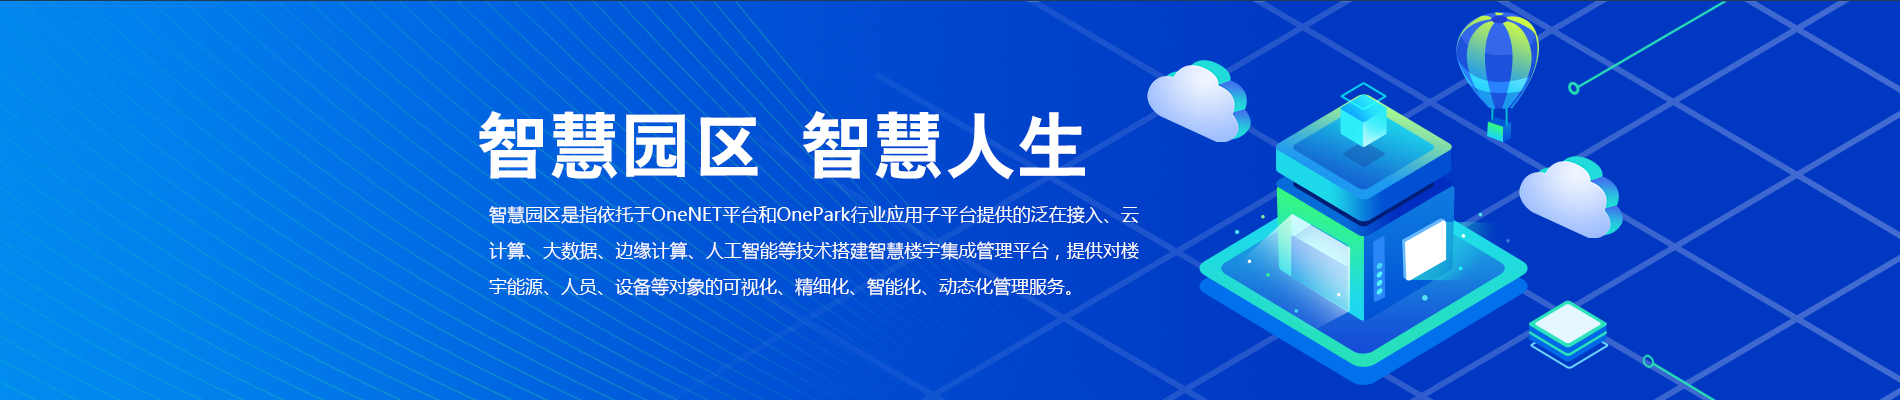 智慧园区 智慧人生
智慧园区是指依托于OneNET平台和OnePark行业应用子平台提供的泛在接入、云
计算、大数据、边缘计算、人工智能等技术搭建智慧楼宇集成管理平台，提供对楼
宇能源、人员、设备等对象的可视化、精细化、智能化、动态化管理服务。